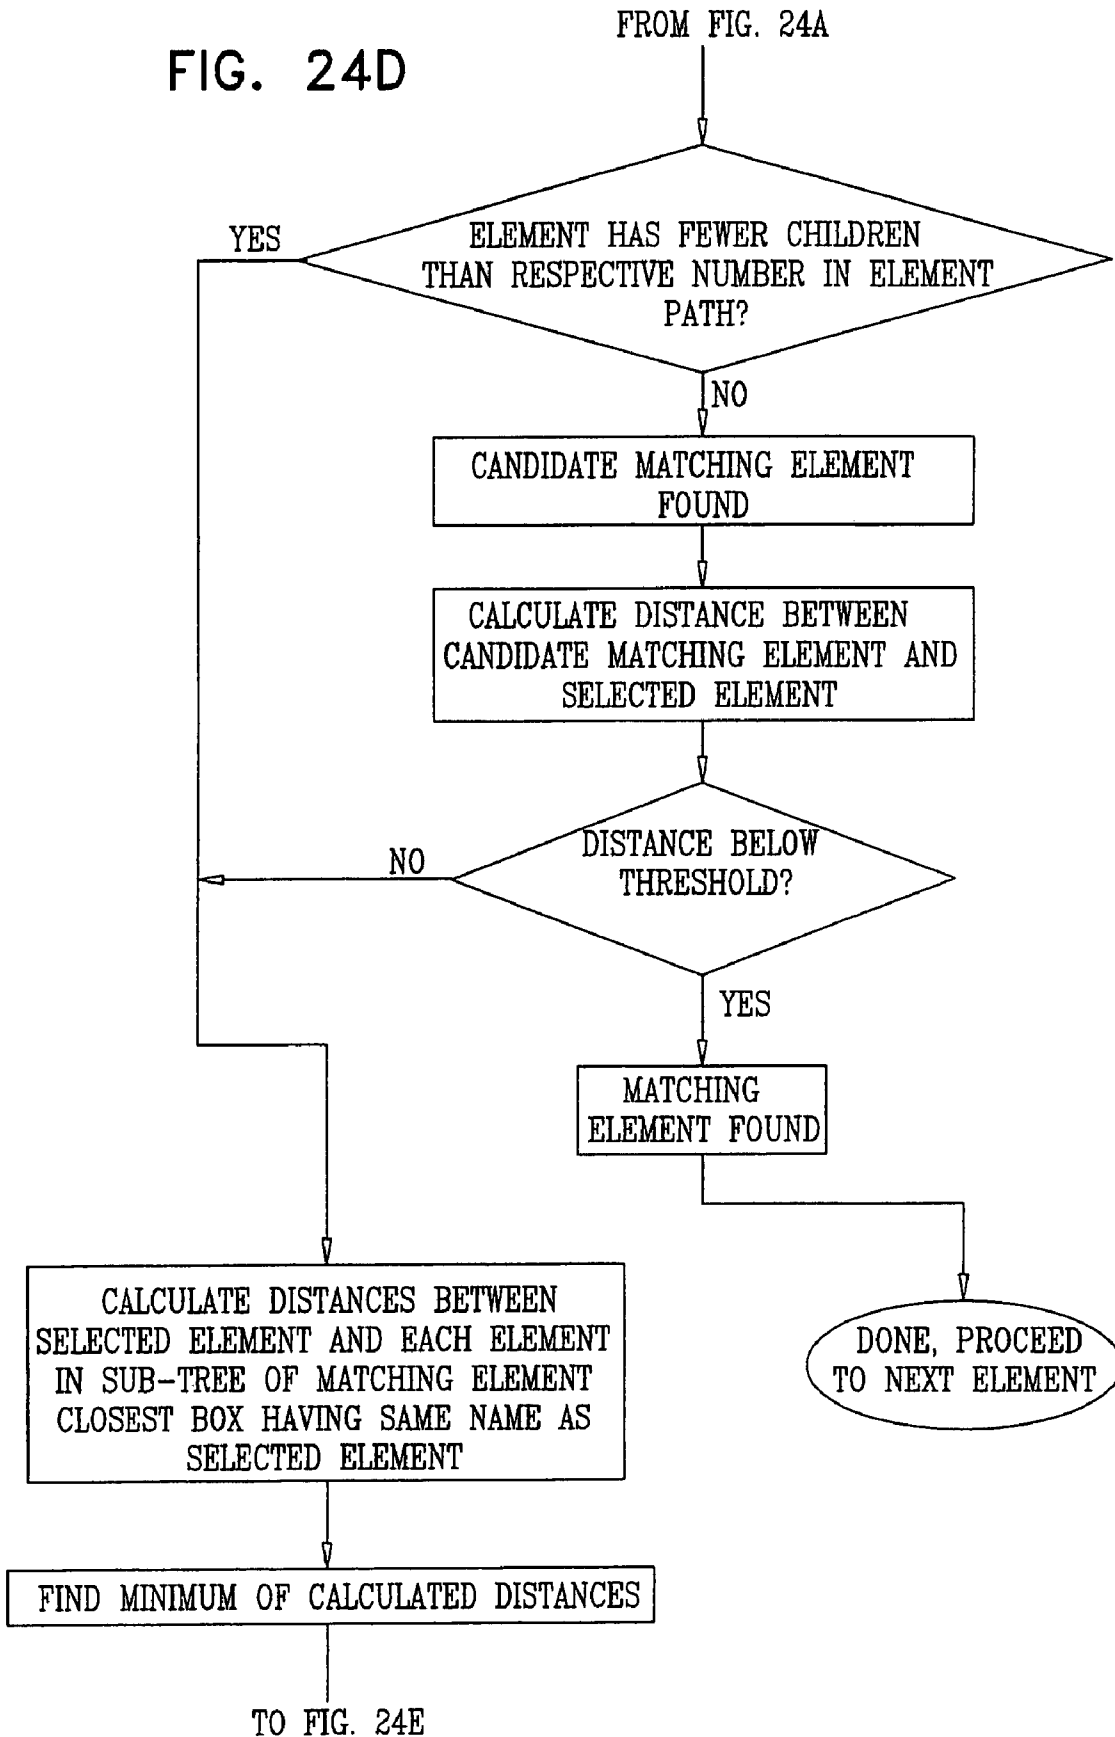 FROM FIG. 24A
FIG. 24D
ELEMENT HAS FEWER CHILDREN
THAN RESPECTIVE NUMBER IN ELEMENT
PATH?
YES
NO
CANDIDATE MATCHING ELEMENT
FOUND
CALCULATE DISTANCE BETWEEN
CANDIDATE MATCHING ELEMENT AND
SELECTED ELEMENT
DISTANCE BELOW
THRESHOLD?
NO
YES
MATCHING
ELEMENT FOUND
DONE, PROCEED
TO NEXT ELEMENT
CALCULATE DISTANCES BETWEEN
SELECTED ELEMENT AND EACH ELEMENT
IN SUB-TREE OF MATCHING ELEMENT
CLOSEST BOX HAVING SAME NAME AS
SELECTED ELEMENT
FIND MINIMUM OF CALCULATED DISTANCES
TO FIG. 24E